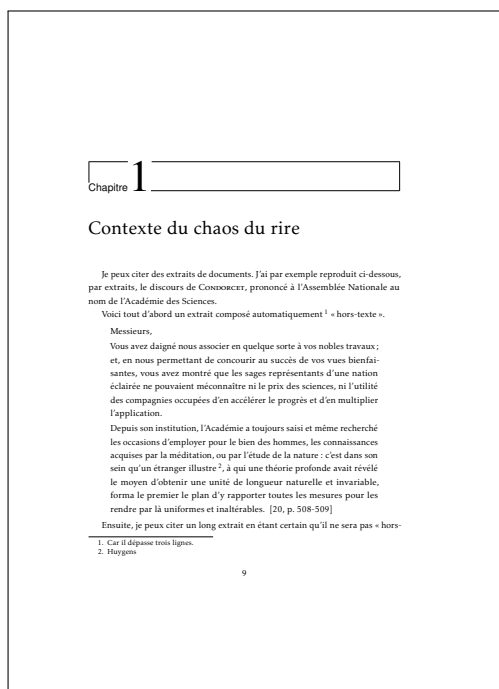 Chapitre 1
Contexte du chaos du rire
Je peux citer des extraits de documents. J'ai par exemple reproduit ci-dessous,
par extraits, le discours de Condorcet, prononcé à l'Assemblée Nationale au
nom de l'Académie des Sciences.
Voici tout d'abord un extrait composé automatiquement 1 « hors-texte ».
Messieurs,
Vous avez daigné nous associer en quelque sorte à vos nobles travaux ;
et, en nous permettant de concourir au succès de vos vues bienfai-
santes, vous avez montré que les sages représentants d'une nation
éclairée ne pouvaient méconnaître ni le prix des sciences, ni l'utilité
des compagnies occupées d'en accélérer le progrès et d'en multiplier
l'application.
Depuis son institution, l'Académie a toujours saisi et même recherché
les occasions d'employer pour le bien des hommes, les connaissances
acquises par la méditation, ou par l'étude de la nature : c'est dans son
sein qu'un étranger illustre 2, à qui une théorie profonde avait révélé
le moyen d'obtenir une unité de longueur naturelle et invariable,
forma le premier le plan d'y rapporter toutes les mesures pour les
rendre par là uniformes et inaltérables. [20, p. 508-509]
Ensuite, je peux citer un long extrait en étant certain qu'il ne sera pas « hors-
1. Car il dépasse trois lignes.
2. Huygens
9